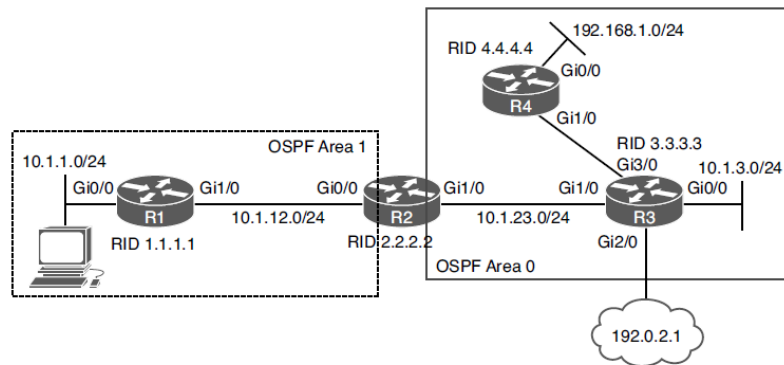 192.168.1.0/24
RID 4.4.4.4
Gi0/0
R4
Gi1/0
OSPF Area 1
RID 3.3.3.3
10.1.1.0/24
Gi3/0
10.1.3.0/24
Gi0/0
Gi1/0
Gi0/0
Gi1/0
Gi1/0
Gi0/0
R1
10.1.12.0/24
R2
10.1.23.0/24
R3
RID 1.1.1.1
RID 2.2.2.2
Gi2/0
OSPF Area 0
192.0.2.1